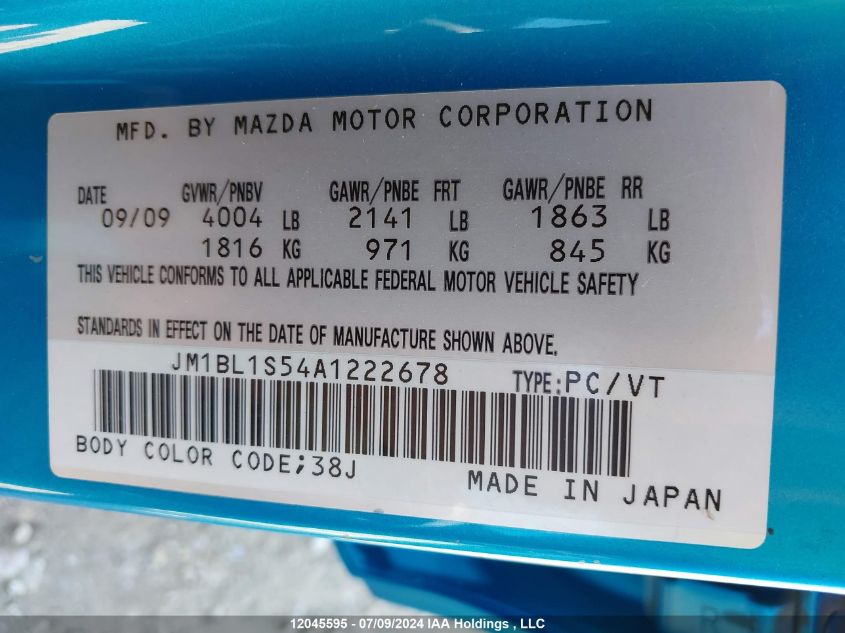 MFD. BY MAZDA MOTOR CORPORATION
DATE GVWR/PNBV GAWR/PNBE FRT GAWR/PNBE RR
09/09 4004 LB 2141 LB 1863 LB
1816 KG 971 KG 845 KG
THIS VEHICLE CONFORMS TO ALL APPLICABLE FEDERAL MOTOR VEHICLE SAFETY
STANDARDS IN EFFECT ON THE DATE OF MANUFACTURE SHOWN ABOVE.
JM1BL1S54A1222678 TYPE:PC/VT
BODY COLOR CODE;38J
MADE IN JAPAN
12045595 - 07/09/2024 IAA Holdings , LLC